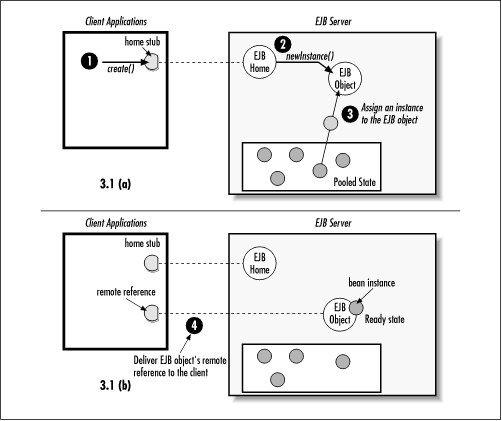 Client Applications
EJB Server
home stub
1
create()
EJB
Home
2
newInstance()
EJB
Object
3
Assign an instance
to the EJB object
Pooled State
3.1 (a)
Client Applications
EJB Server
home stub
EJB
Home
remote reference
bean instance
EJB
Object
Ready state
4
Deliver EJB object's remote
reference to the client
3.1 (b)